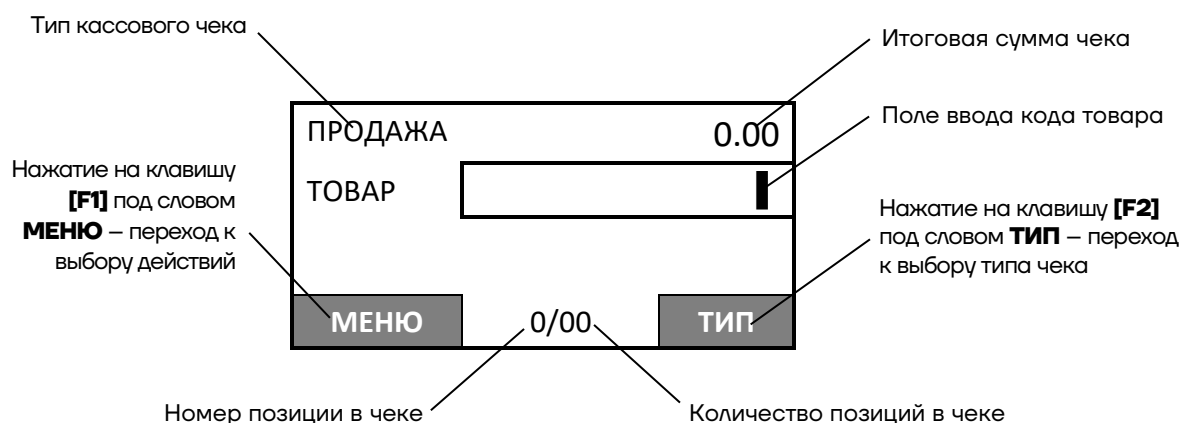 Тип кассового чека
Итоговая сумма чека
ПРОДАЖА 0.00
Поле ввода кода товара
Нажатие на клавишу
[F1] под словом
МЕНЮ – переход к
выбору действий
ТОВАР
Нажатие на клавишу [F2]
под словом ТИП – переход
к выбору типа чека
МЕНЮ 0/00 ТИП
Номер позиции в чеке
Количество позиций в чеке